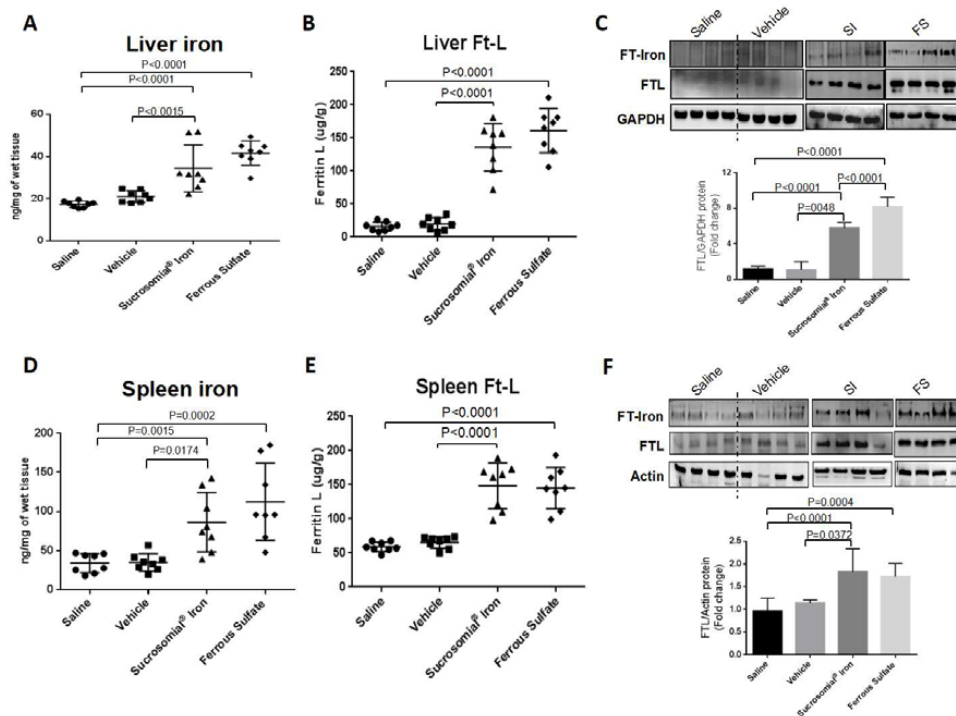 A
Liver iron
P<0.0001
P<0.0001
P<0.0015
ng/mg of wet tissue
60
40
20
0
Saline
Vehicle
Sucrosomial® Iron
Ferrous Sulfate
B
Liver Ft-L
P<0.0001
P<0.0001
Ferritin L (ug/g)
250
200
150
100
50
0
Saline
Vehicle
Sucrosomial® Iron
Ferrous Sulfate
C
Saline
Vehicle
SI
FS
FT-Iron
FTL
GAPDH
P<0.0001
P<0.0001
P<0.0001
P=0048
FTL/GAPDH protein
(Fold change)
12
8
4
0
Saline
Vehicle
Sucrosomial® Iron
Ferrous Sulfate
D
Spleen iron
P=0.0002
P=0.0015
P=0.0174
ng/mg of wet tissue
200
150
100
50
0
Saline
Vehicle
Sucrosomial® Iron
Ferrous Sulfate
E
Spleen Ft-L
P<0.0001
P<0.0001
Ferritin L (ug/g)
250
200
150
100
50
0
Saline
Vehicle
Sucrosomial® Iron
Ferrous Sulfate
F
Saline
Vehicle
SI
FS
FT-Iron
FTL
Actin
P=0.0004
P<0.0001
P=0.0372
FTL/Actin protein
(Fold change)
2.5
2.0
1.5
1.0
0.5
0.0
Saline
Vehicle
Sucrosomial® Iron
Ferrous Sulfate